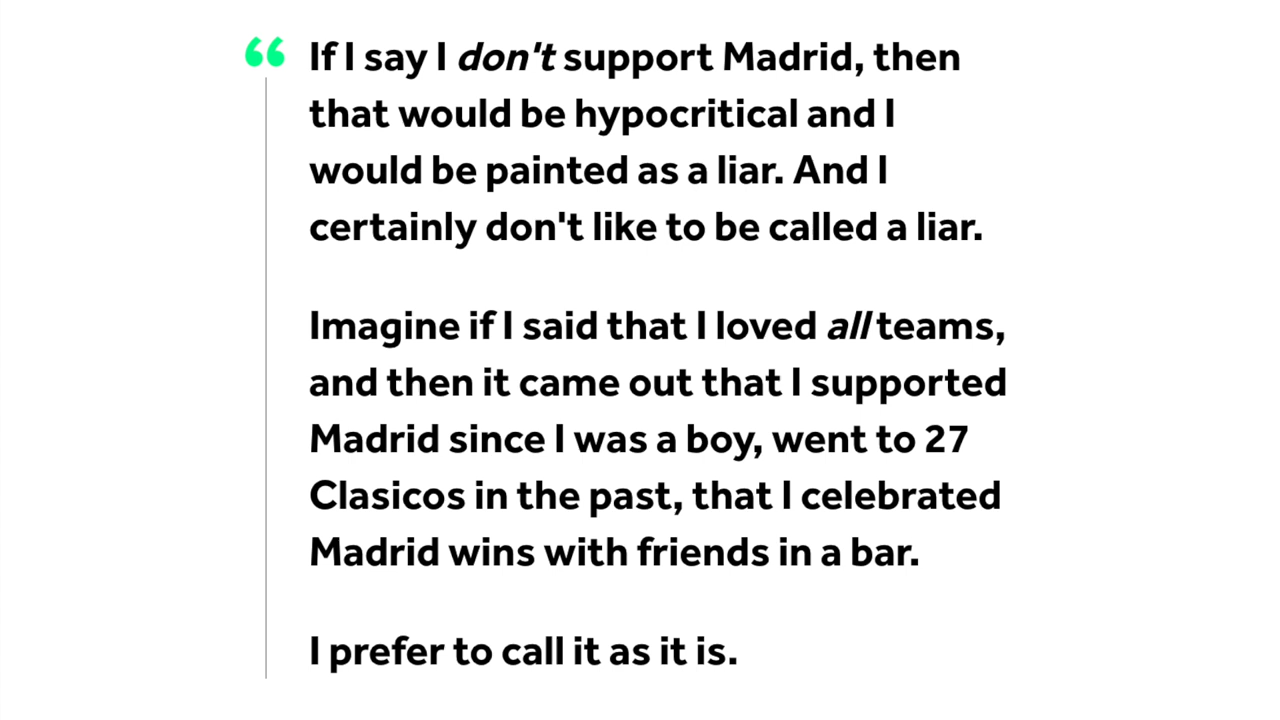 “ If I say I don't support Madrid, then
that would be hypocritical and I
would be painted as a liar. And I
certainly don't like to be called a liar.
Imagine if I said that I loved all teams,
and then it came out that I supported
Madrid since I was a boy, went to 27
Clasicos in the past, that I celebrated
Madrid wins with friends in a bar.
I prefer to call it as it is.